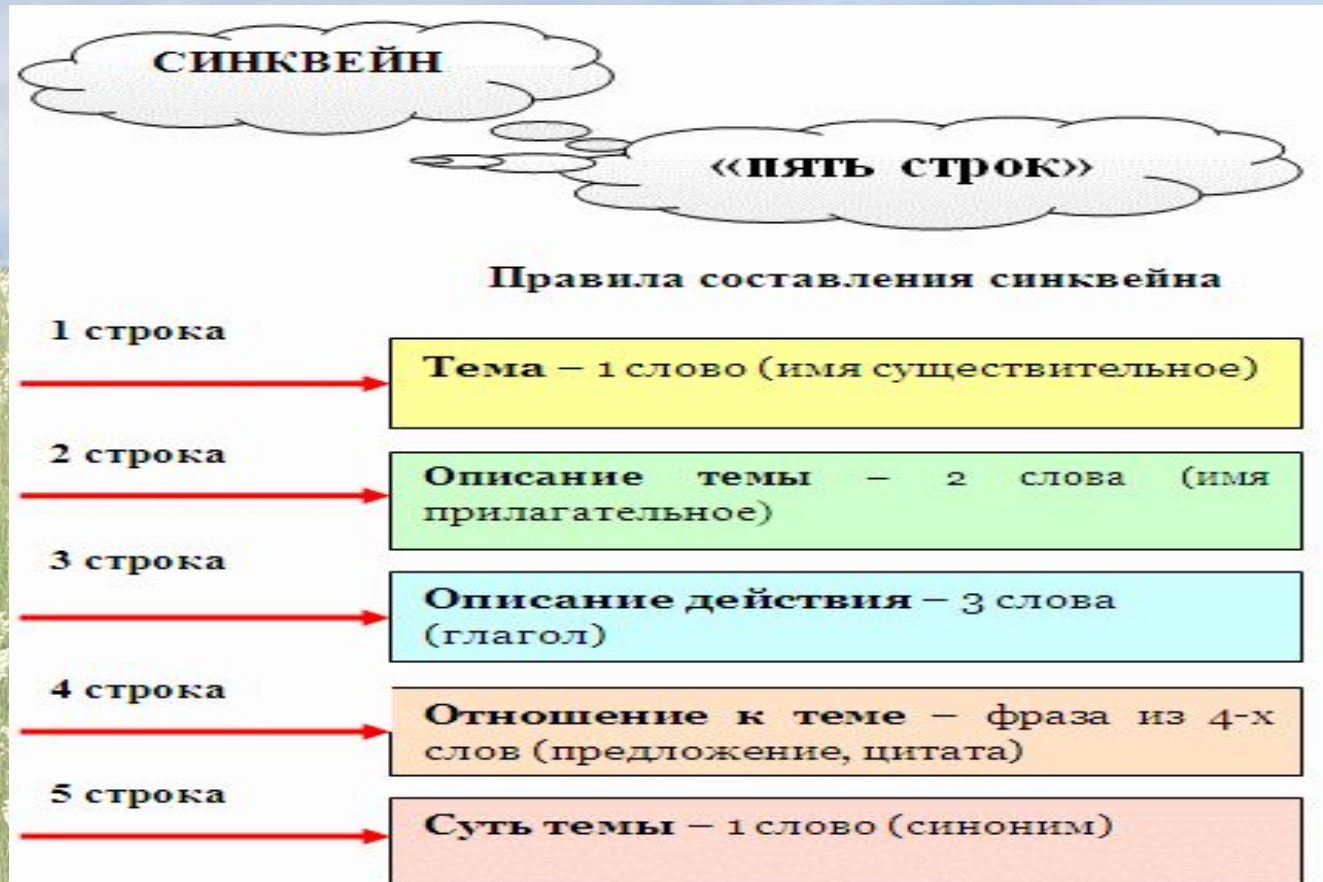 СИНКВЕЙН
«пять строк»
Правила составления синквейна
1 строка
Тема – 1 слово (имя существительное)
2 строка
Описание темы – 2 слова (имя
прилагательное)
3 строка
Описание действия – 3 слова
(глагол)
4 строка
Отношение к теме – фраза из 4-х
слов (предложение, цитата)
5 строка
Суть темы – 1 слово (синоним)